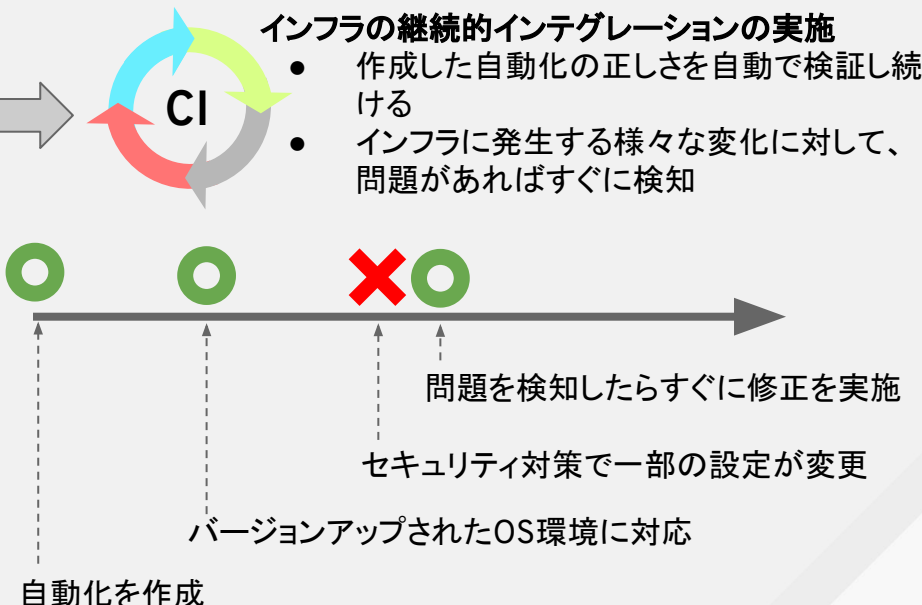 インフラの継続的インテグレーションの実施
CI
● 作成した自動化の正しさを自動で検証し続
ける
● インフラに発生する様々な変化に対して、
問題があればすぐに検知
問題を検知したらすぐに修正を実施
セキュリティ対策で一部の設定が変更
バージョンアップされたOS環境に対応
自動化を作成